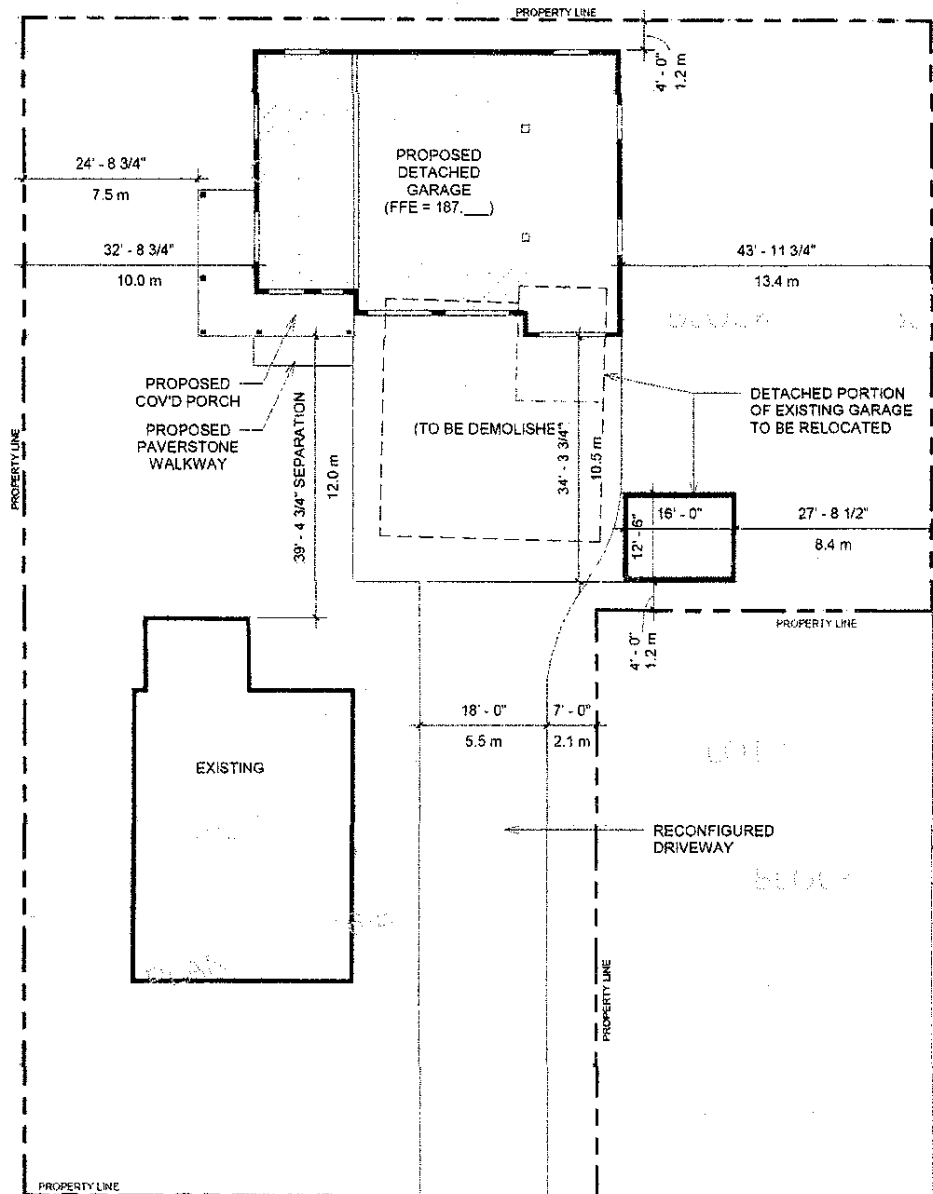 PROPERTY LINE
4' - 0"
1.2 m
24' - 8 3/4"
7.5 m
PROPOSED
DETACHED
GARAGE
(FFE = 187.___)
32' - 8 3/4"
10.0 m
43' - 11 3/4"
13.4 m
PROPOSED
COV'D PORCH
PROPOSED
PAVERSTONE
WALKWAY
39' - 4 3/4" SEPARATION
12.0 m
(TO BE DEMOLISHE
34' - 3 3/4"
10.5 m
DETACHED PORTION
OF EXISTING GARAGE
TO BE RELOCATED
PROPERTY LINE
16' - 0"
12' - 6"
27' - 8 1/2"
8.4 m
4' - 0"
1.2 m
PROPERTY LINE
18' - 0"
5.5 m
7' - 0"
2.1 m
EXISTING
RECONFIGURED
DRIVEWAY
PROPERTY LINE
PROPERTY LINE